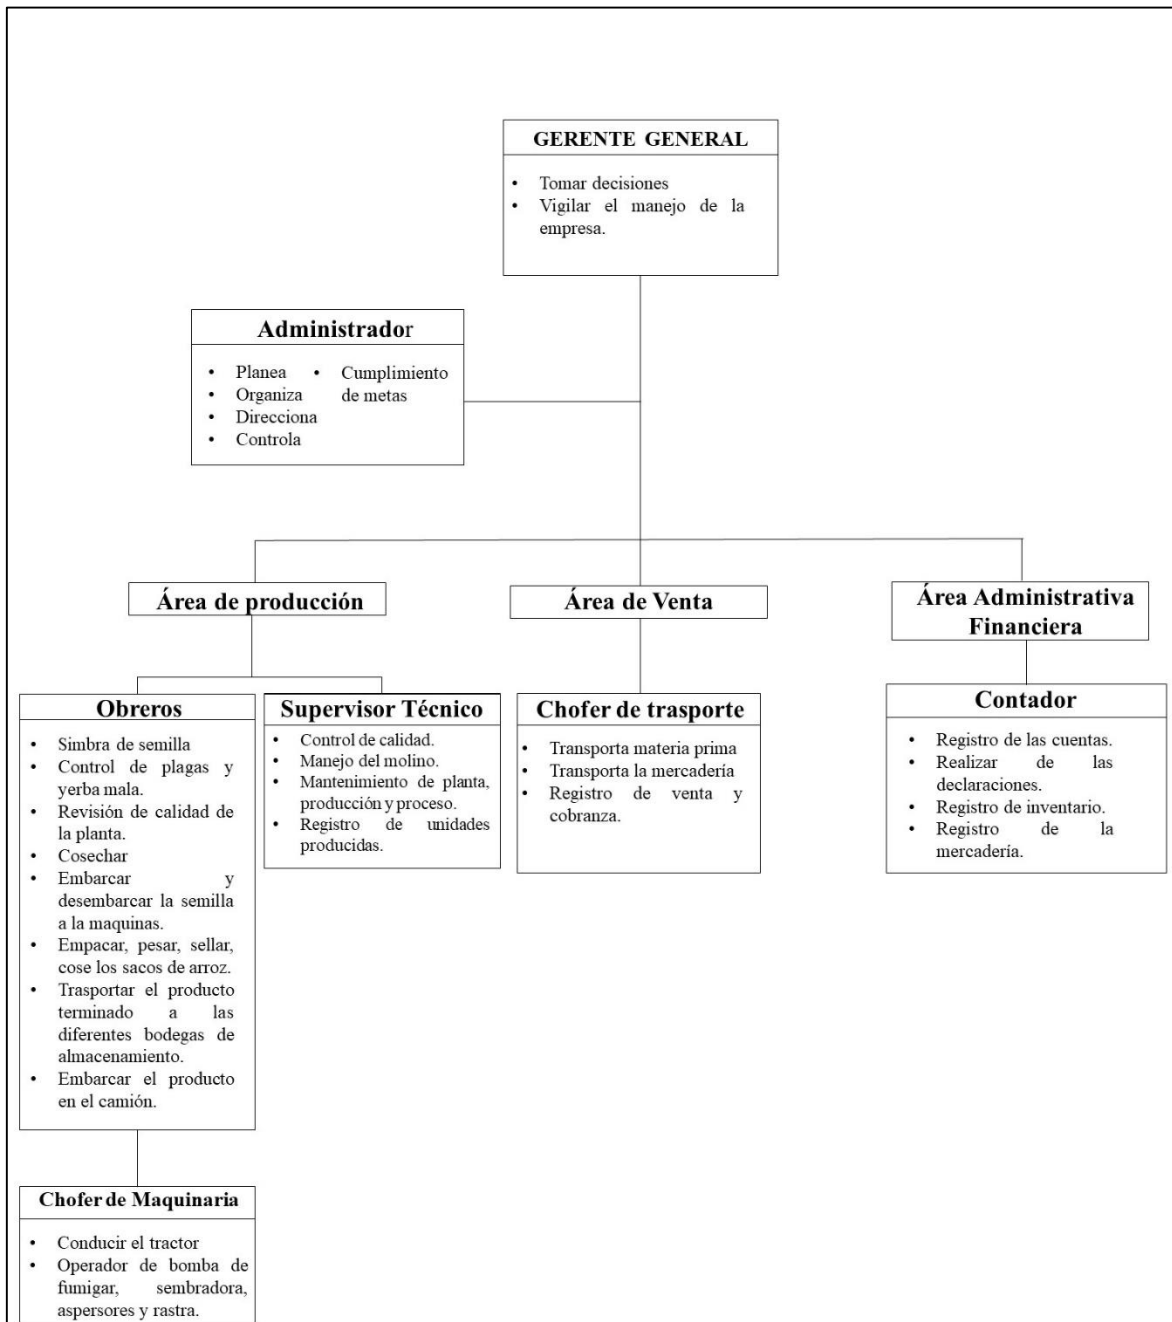 GERENTE GENERAL
• Tomar decisiones
• Vigilar el manejo de la
empresa.
Administrador
• Planea
• Organiza
• Direcciona
• Controla
• Cumplimiento
de metas
Área de producción
Área de Venta
Área Administrativa
Financiera
Obreros
• Simbra de semilla
• Control de plagas y
yerba mala.
• Revisión de calidad de
la planta.
• Cosechar
• Embarcar y
desembarcar la semilla
a la maquinas.
• Empacar, pesar, sellar,
cose los sacos de arroz.
• Trasportar el producto
terminado a las
diferentes bodegas de
almacenamiento.
• Embarcar el producto
en el camión.
Supervisor Técnico
• Control de calidad.
• Manejo del molino.
• Mantenimiento de planta,
producción y proceso.
• Registro de unidades
producidas.
Chofer de trasporte
• Transporta materia prima
• Transporta la mercadería
• Registro de venta y
cobranza.
Contador
• Registro de las cuentas.
• Realizar de las
declaraciones.
• Registro de inventario.
• Registro de la
mercadería.
Chofer de Maquinaria
• Conducir el tractor
• Operador de bomba de
fumigar, sembradora,
aspersores y rastra.